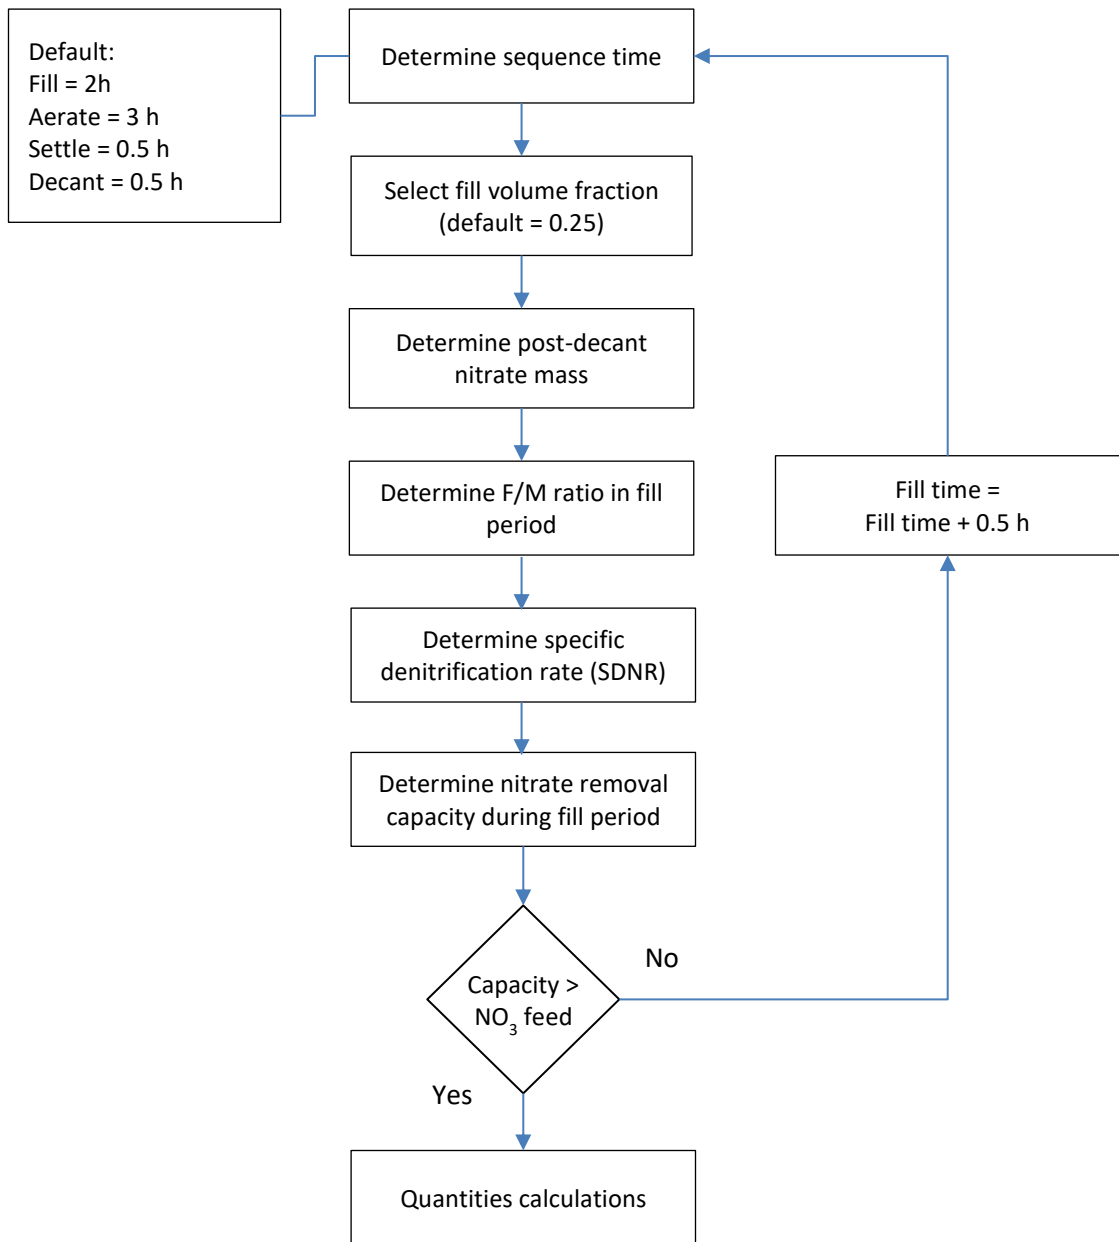 Default:
Fill = 2h
Aerate = 3 h
Settle = 0.5 h
Decant = 0.5 h
Determine sequence time
Select fill volume fraction
(default = 0.25)
Determine post-decant
nitrate mass
Determine F/M ratio in fill
period
Fill time =
Fill time + 0.5 h
Determine specific
denitrification rate (SDNR)
Determine nitrate removal
capacity during fill period
Capacity >
NO₃ feed
No
Yes
Quantities calculations